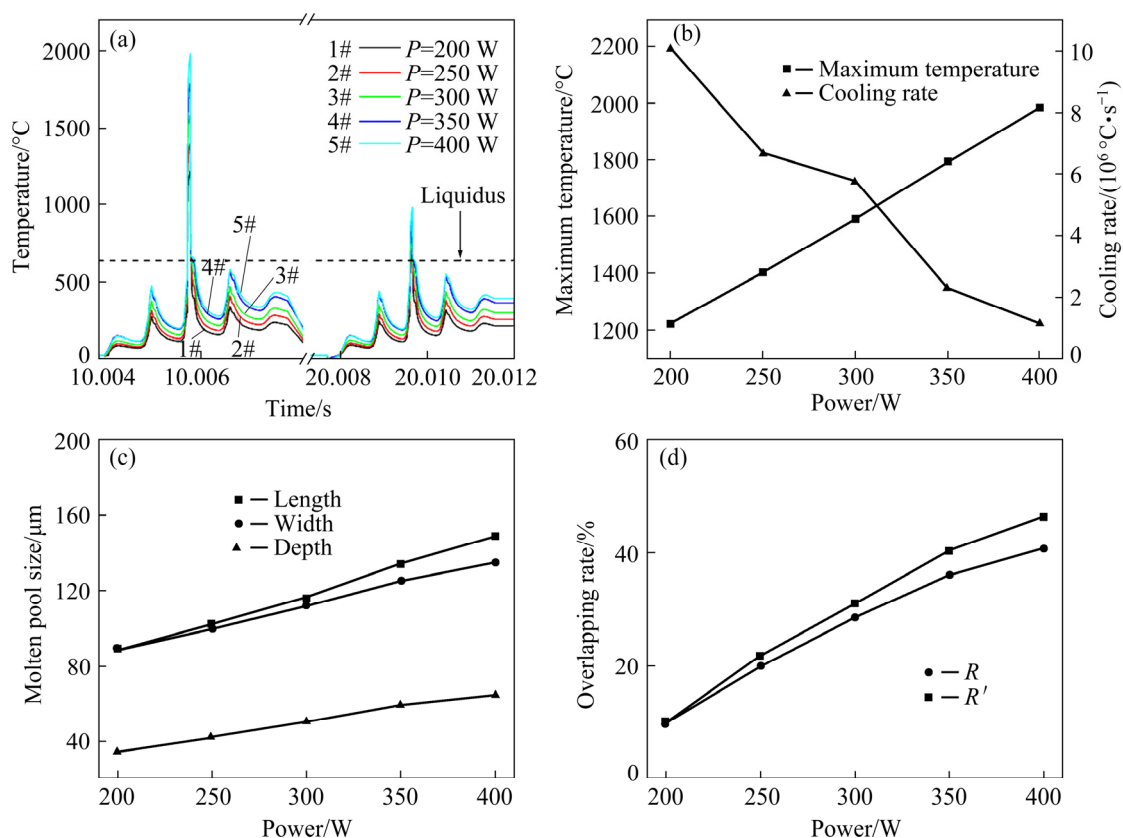 (a)
1# P=200 W
2# P=250 W
3# P=300 W
4# P=350 W
5# P=400 W
Liquidus
5#
4#
3#
1#
2#
2000
1500
1000
500
0
Temperature/°C
10.004 10.006 20.008 20.010 20.012
Time/s
(b)
Maximum temperature
Cooling rate
2200
2000
1800
1600
1400
1200
Maximum temperature/°C
10
8
6
4
2
0
Cooling rate/(10⁶ °C•s⁻¹)
200 250 300 350 400
Power/W
(c)
Length
Width
Depth
200
160
120
80
40
Molten pool size/μm
200 250 300 350 400
Power/W
(d)
60
40
20
0
Overlapping rate/%
R
R′
200 250 300 350 400
Power/W